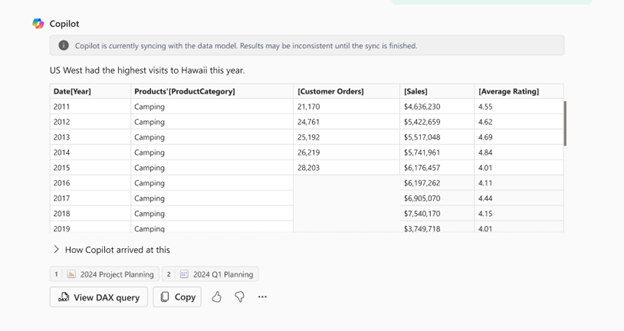 Copilot
Copilot is currently syncing with the data model. Results may be inconsistent until the sync is finished.
US West had the highest visits to Hawaii this year.
Date[Year] Products'[ProductCategory] [Customer Orders] [Sales] [Average Rating]
2011 Camping 21,170 $4,636,230 4.55
2012 Camping 24,761 $5,422,659 4.62
2013 Camping 25,192 $5,517,048 4.69
2014 Camping 26,219 $5,741,961 4.84
2015 Camping 28,203 $6,176,457 4.01
2016 Camping $6,197,262 4.11
2017 Camping $6,905,070 4.44
2018 Camping $7,540,170 4.15
2019 Camping $3,749,718 4.01
How Copilot arrived at this
1 2024 Project Planning 2 2024 Q1 Planning
View DAX query Copy